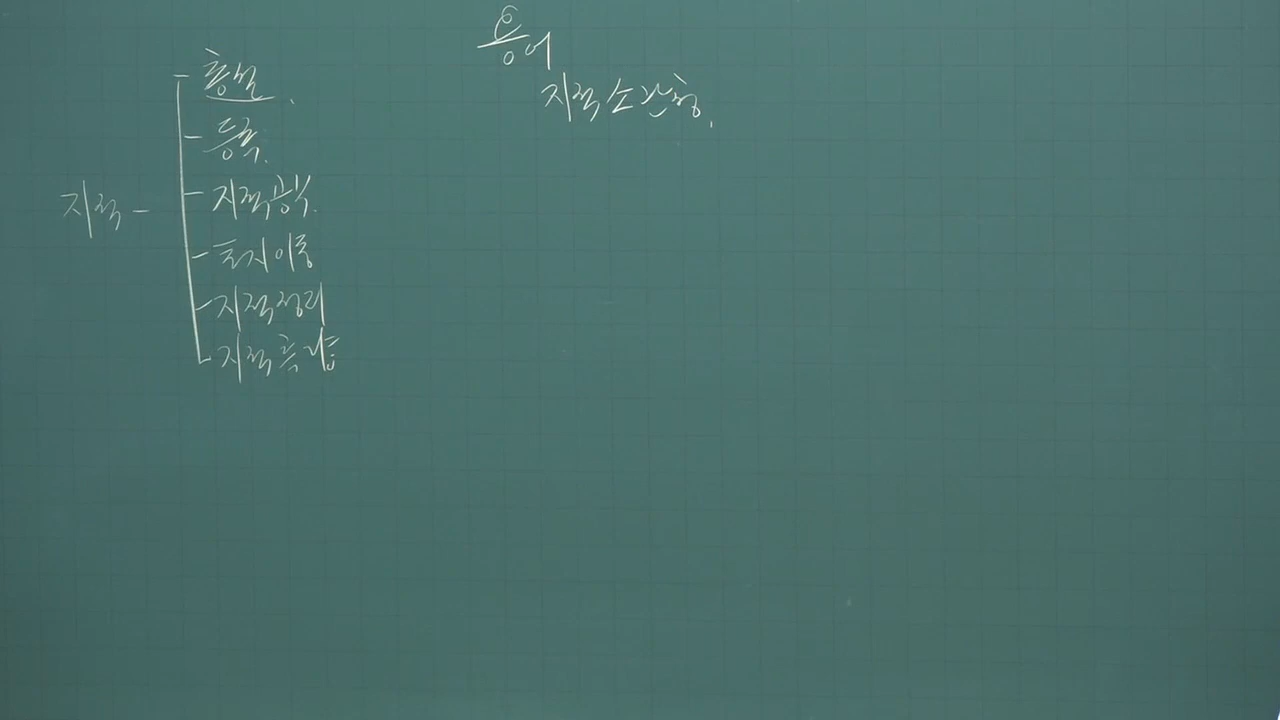 지적 -
총설
등록
지적공부
토지이동
지적정리
지적측량
용어
지적소관청